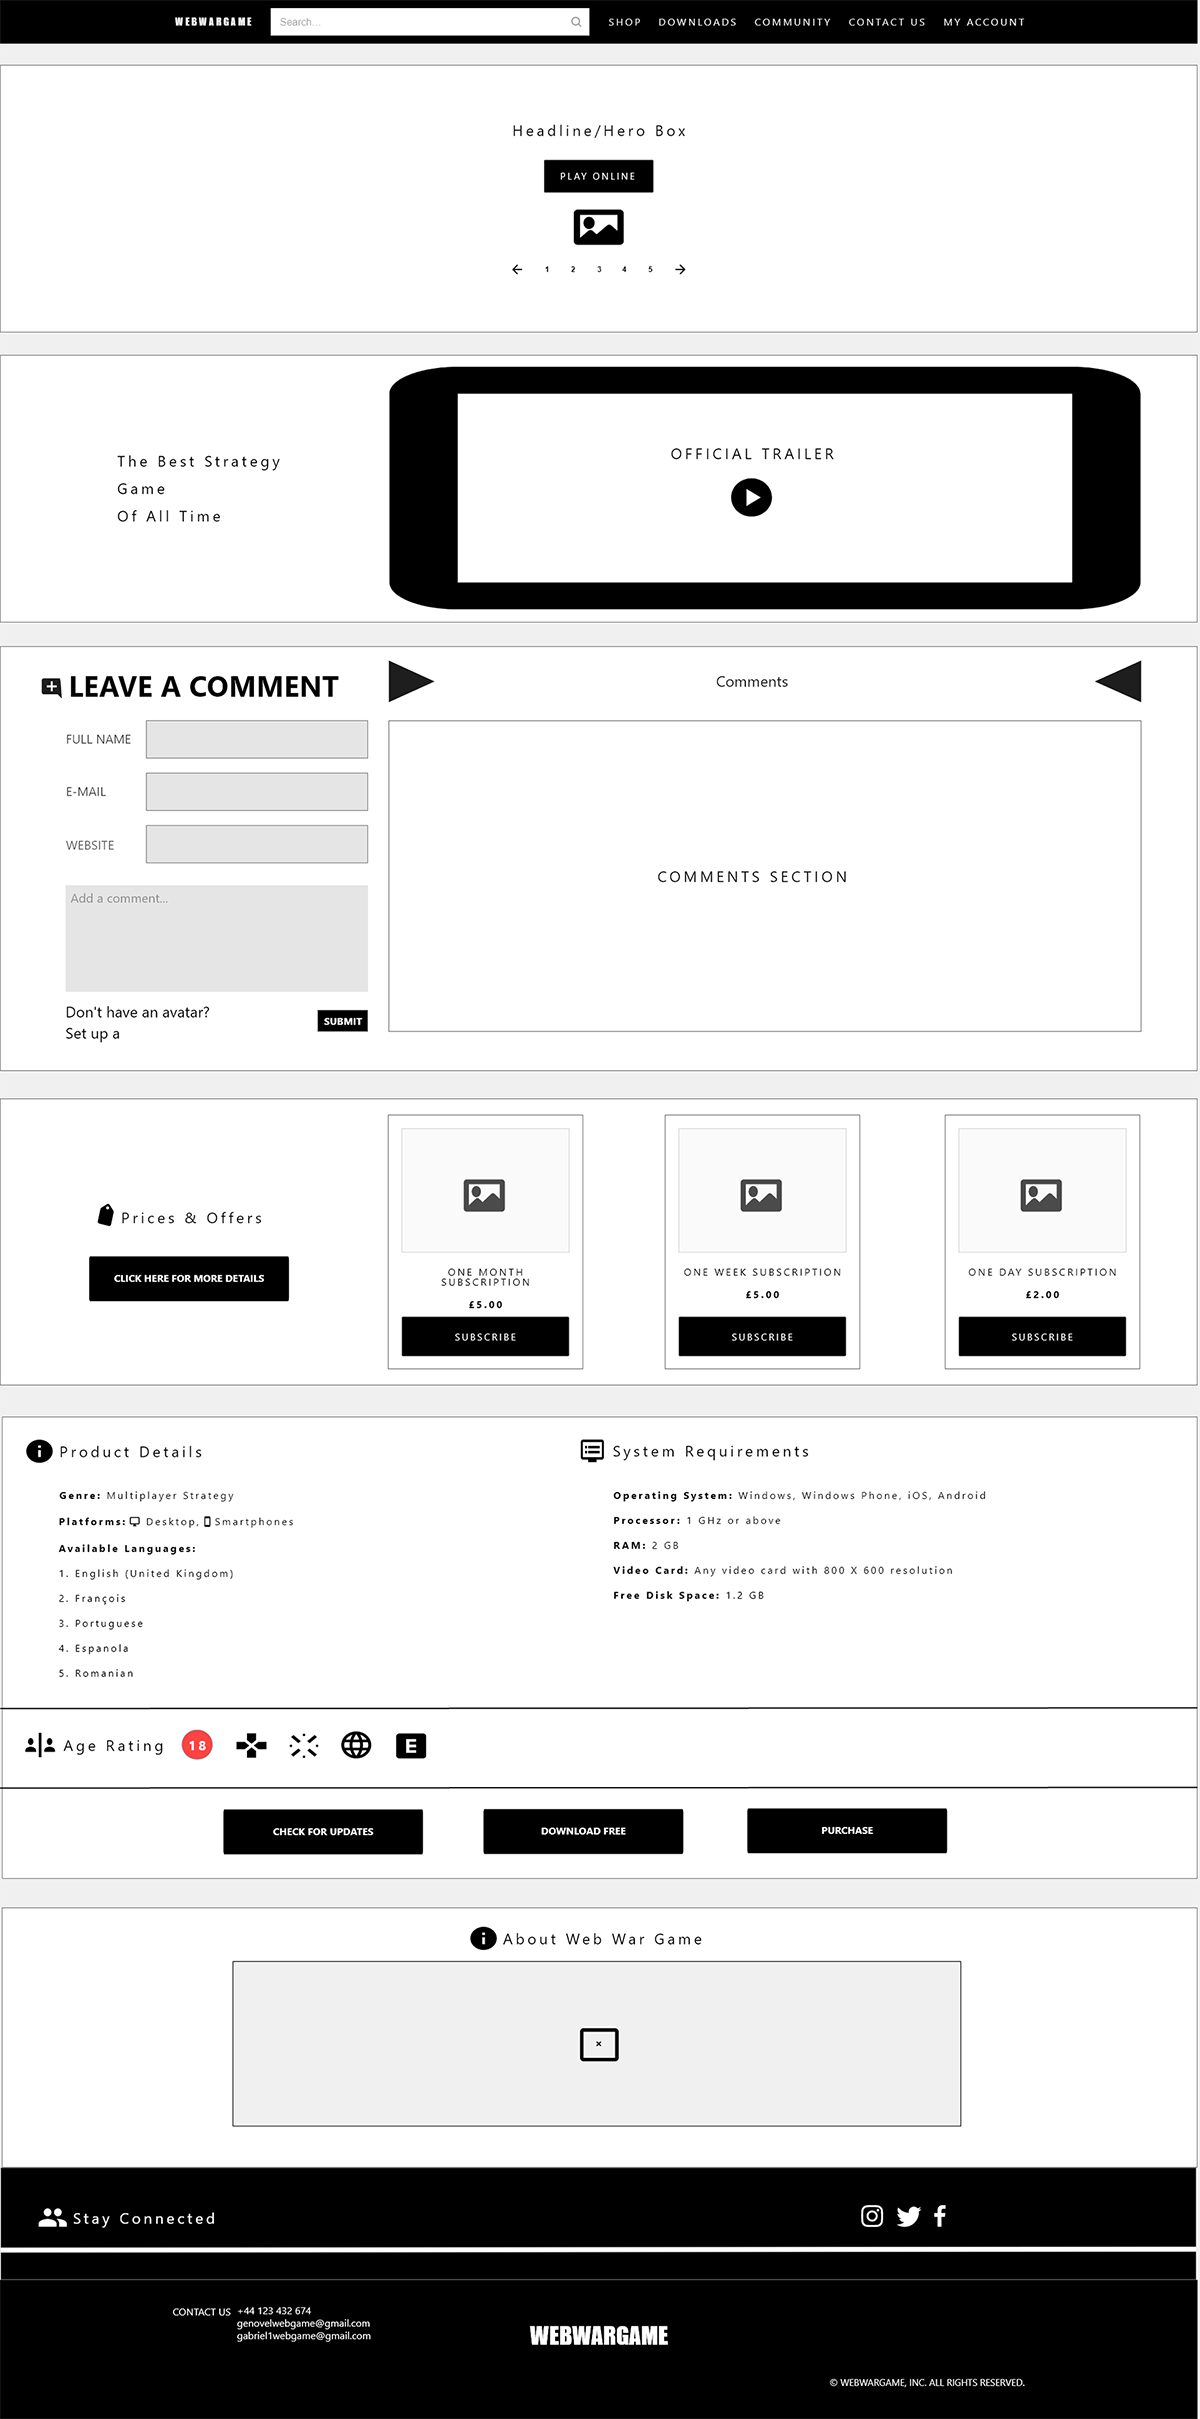 WEBWARGAME
Search...
SHOP DOWNLOADS COMMUNITY CONTACT US MY ACCOUNT
Headline/Hero Box
PLAY ONLINE
1 2 3 4 5
The Best Strategy
Game
Of All Time
OFFICIAL TRAILER
LEAVE A COMMENT
FULL NAME
E-MAIL
WEBSITE
Add a comment...
Don't have an avatar?
Set up a
SUBMIT
Comments
COMMENTS SECTION
Prices & Offers
CLICK HERE FOR MORE DETAILS
ONE MONTH
SUBSCRIPTION
£5.00
SUBSCRIBE
ONE WEEK SUBSCRIPTION
£5.00
SUBSCRIBE
ONE DAY SUBSCRIPTION
£2.00
SUBSCRIBE
Product Details
Genre: Multiplayer Strategy
Platforms: Desktop, Smartphones
Available Languages:
1. English (United Kingdom)
2. François
3. Portuguese
4. Espanola
5. Romanian
System Requirements
Operating System: Windows, Windows Phone, iOS, Android
Processor: 1 GHz or above
RAM: 2 GB
Video Card: Any video card with 800 X 600 resolution
Free Disk Space: 1.2 GB
Age Rating 18 E
CHECK FOR UPDATES
DOWNLOAD FREE
PURCHASE
About Web War Game
Stay Connected
CONTACT US +44 123 432 674
genovelwebgame@gmail.com
gabriel1webgame@gmail.com
WEBWARGAME
© WEBWARGAME, INC. ALL RIGHTS RESERVED.